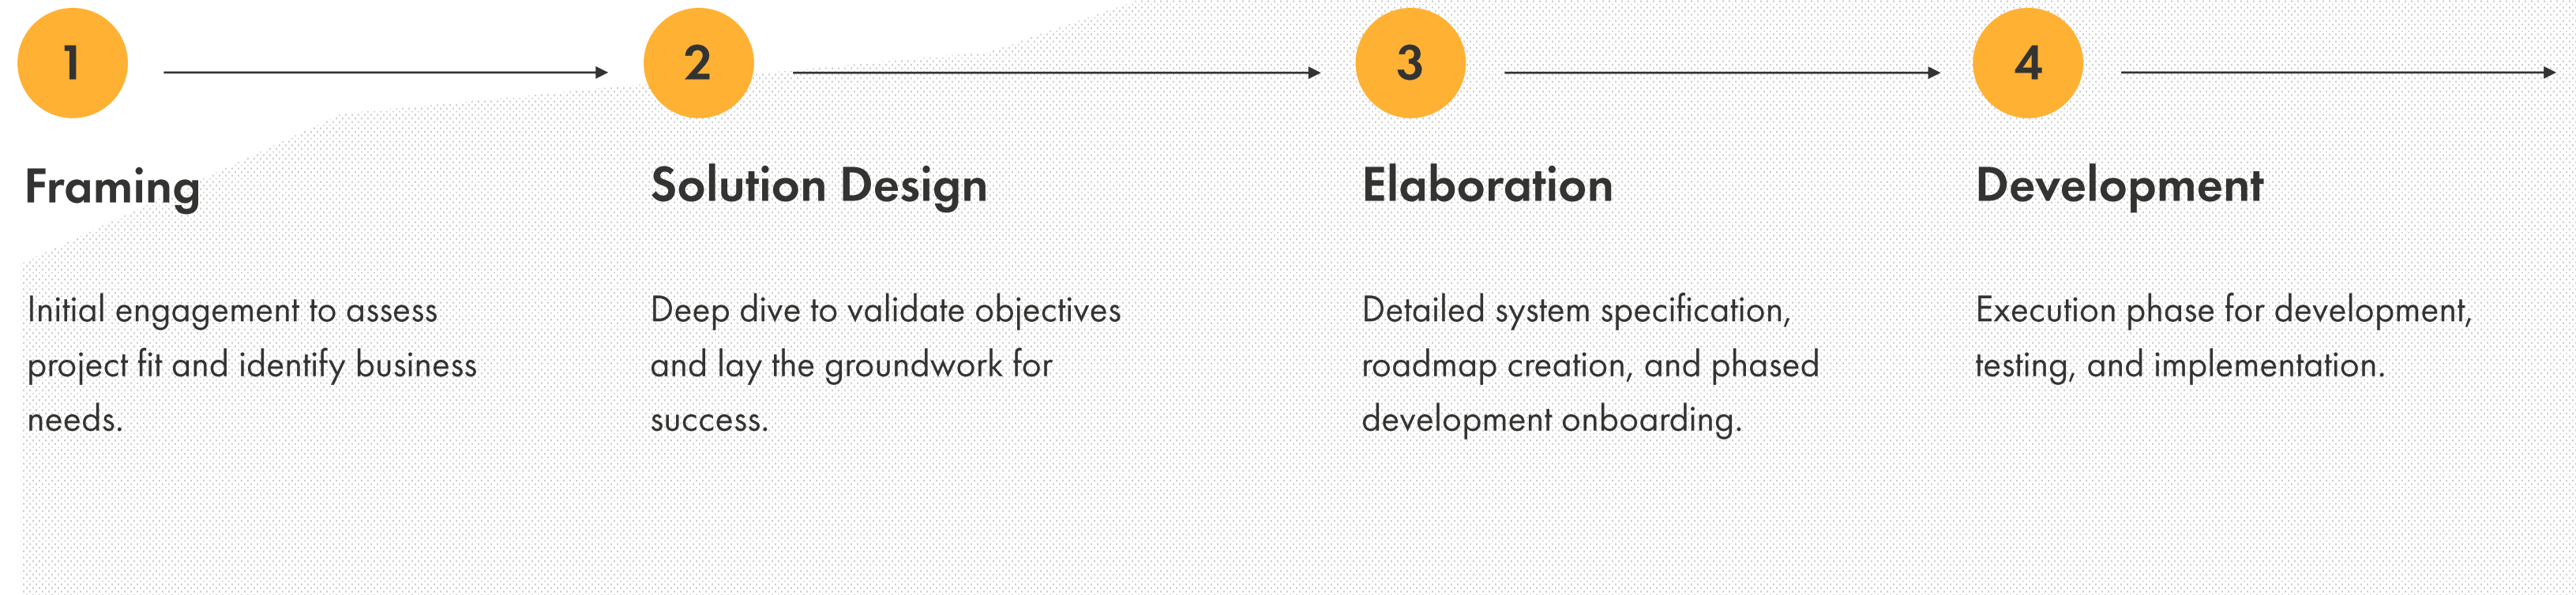 1
Framing
Initial engagement to assess
project fit and identify business
needs.
2
Solution Design
Deep dive to validate objectives
and lay the groundwork for
success.
3
Elaboration
Detailed system specification,
roadmap creation, and phased
development onboarding.
4
Development
Execution phase for development,
testing, and implementation.